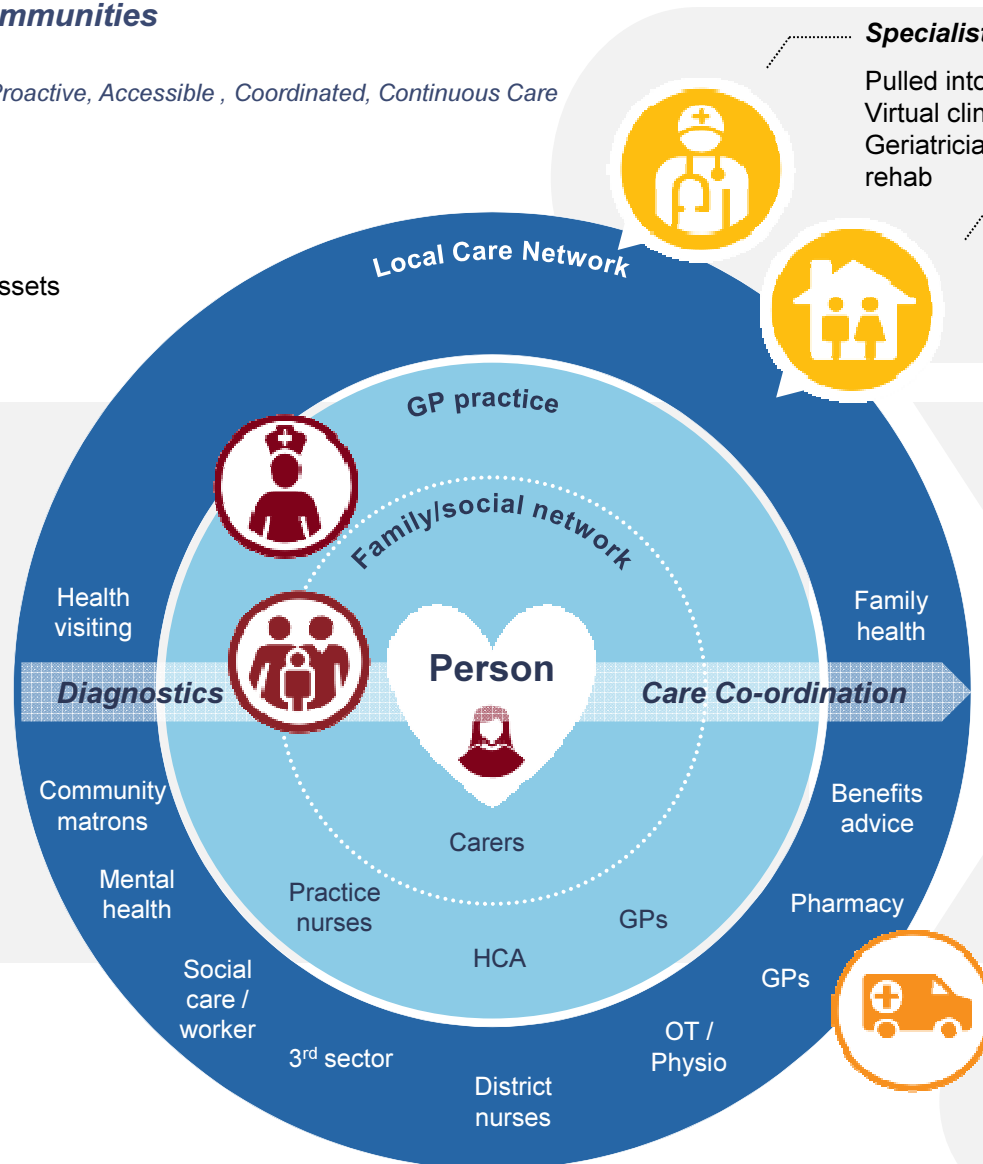 mmunities
Proactive, Accessible , Coordinated, Continuous Care
Specialist
Pulled into
Virtual clin
Geriatricia
rehab
ssets
Local Care Network
GP practice
Family/social network
Health
visiting
Family
health
Diagnostics
Person
Care Co-ordination
Community
matrons
Benefits
advice
Carers
Mental
health
Practice
nurses
GPs
Pharmacy
HCA
Social
care /
worker
GPs
3rd sector
OT /
Physio
District
nurses